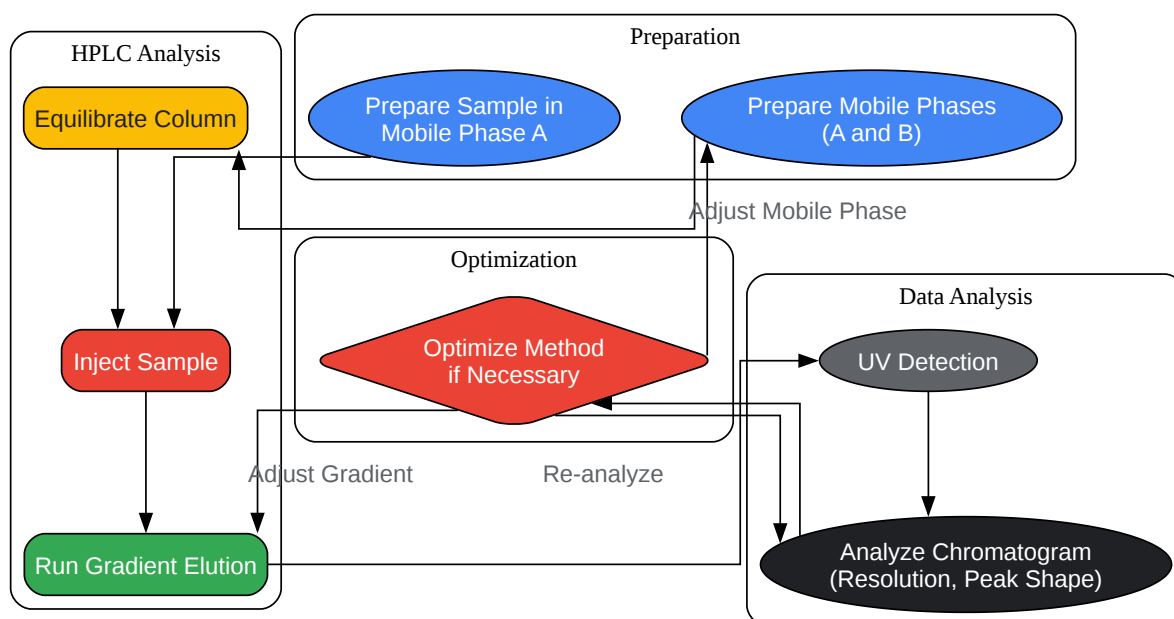 Preparation
HPLC Analysis
Prepare Sample in
Mobile Phase A
Prepare Mobile Phases
(A and B)
Equilibrate Column
Adjust Mobile Phase
Optimization
Data Analysis
Optimize Method
if Necessary
Inject Sample
UV Detection
Adjust Gradient
Re-analyze
Run Gradient Elution
Analyze Chromatogram
(Resolution, Peak Shape)